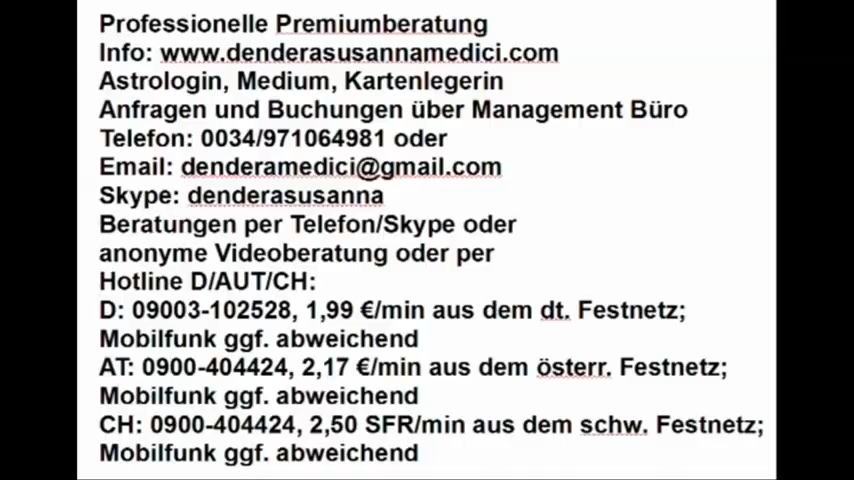 Professionelle Premiumberatung
Info: www.denderasusannamedici.com
Astrologin, Medium, Kartenlegerin
Anfragen und Buchungen über Management Büro
Telefon: 0034/971064981 oder
Email: denderamedici@gmail.com
Skype: denderasusanna
Beratungen per Telefon/Skype oder
anonyme Videoberatung oder per
Hotline D/AUT/CH:
D: 09003-102528, 1,99 €/min aus dem dt. Festnetz;
Mobilfunk ggf. abweichend
AT: 0900-404424, 2,17 €/min aus dem österr. Festnetz;
Mobilfunk ggf. abweichend
CH: 0900-404424, 2,50 SFR/min aus dem schw. Festnetz;
Mobilfunk ggf. abweichend